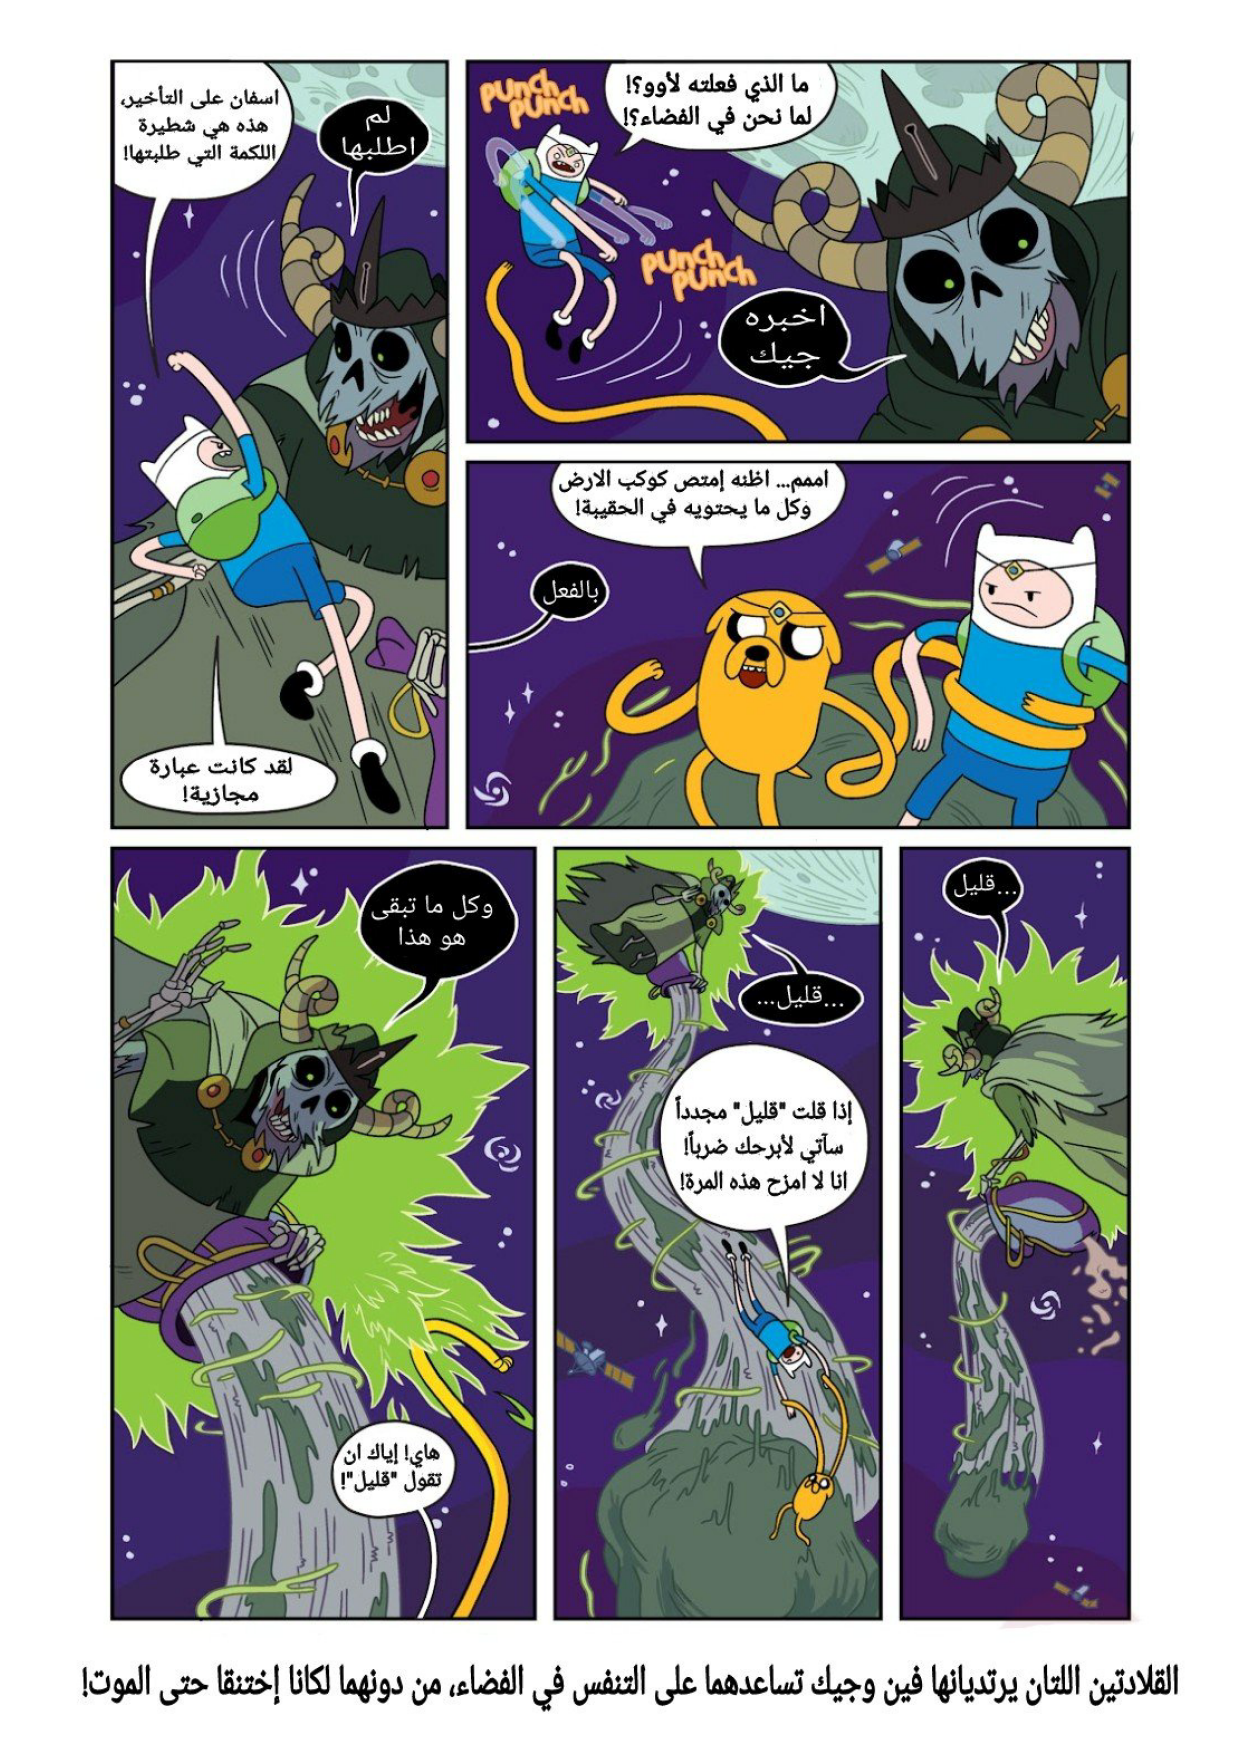 ما الذي فعلته لأوو؟!
لما نحن في الفضاء؟!
punch
punch
punch
punch
اخبره
جيك
لم
اطلبها
اسفان على التأخير،
هذه هي شطيرة
اللكمة التي طلبتها!
لقد كانت عبارة
مجازية!
اممم... اظنه إمتص كوكب الارض
وكل ما يحتويه في الحقيبة!
بالفعل
...قليل
...قليل...
إذا قلت "قليل" مجدداً
سآتي لأبرحك ضرباً!
انا لا امزح هذه المرة!
وكل ما تبقى
هو هذا
هاي! إياك ان
تقول "قليل"!
القلادتين اللتان يرتديانها فين وجيك تساعدهما على التنفس في الفضاء، من دونهما لكانا إختنقا حتى الموت!